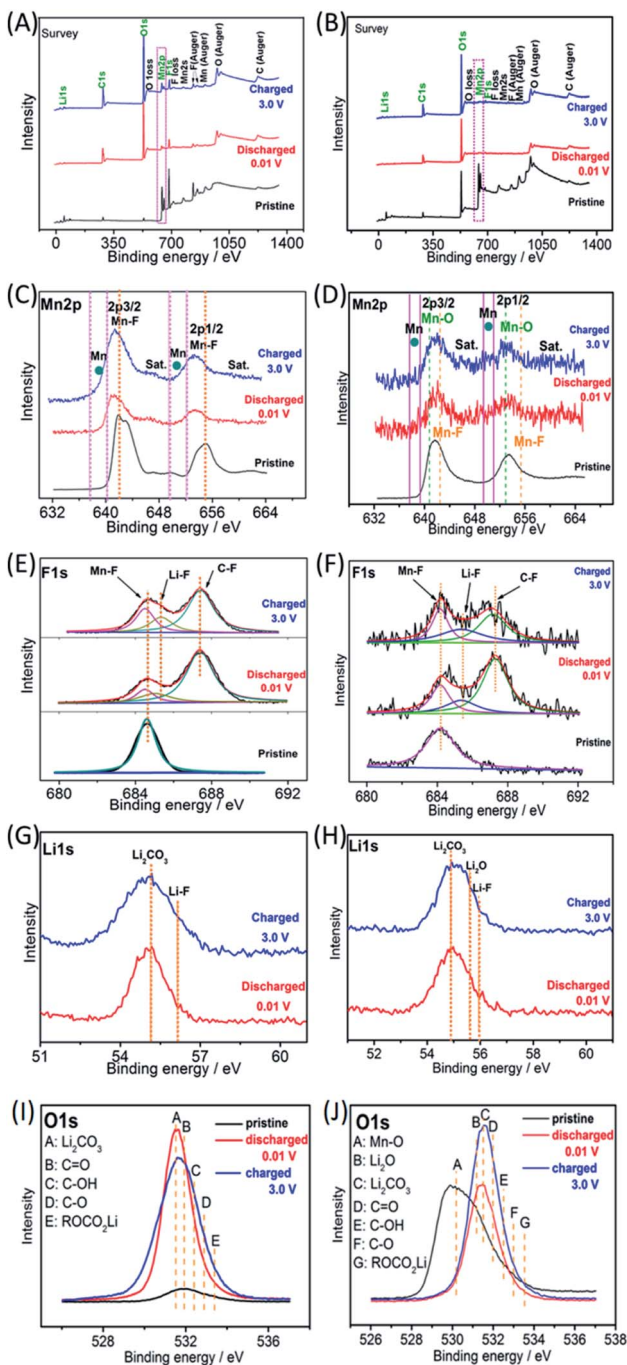 (A)
Survey
Li1s
C1s
O1s
O loss
Mn2p
F1s
F loss
Mn2s
F(Auger)
Mn (Auger)
O (Auger)
C (Auger)
Charged
3.0 V
Discharged
0.01 V
Pristine
Intensity
0 350 700 1050 1400
Binding energy / eV
(B)
Survey
Li1s
C1s
O1s
O loss
Mn2p
F1s
F loss
Mn2s
F (Auger)
Mn (Auger)
O (Auger)
C (Auger)
Charged
3.0 V
Discharged
0.01 V
Pristine
Intensity
0 350 700 1050 1400
Binding energy / eV
(C)
Mn2p
2p3/2
Mn-F
Mn
Sat.
2p1/2
Mn-F
Mn
Sat.
Charged
3.0 V
Discharged
0.01 V
Pristine
Intensity
632 640 648 656 664
Binding energy / eV
(D)
Mn2p
2p3/2
Mn-O
Mn
Sat.
2p1/2
Mn-O
Mn
Sat.
Charged
3.0 V
Discharged
0.01 V
Mn-F
Mn-F
Pristine
Intensity
632 640 648 656 664
Binding energy / eV
(E)
F1s
Mn-F
Li-F
C-F
Charged
3.0 V
Discharged
0.01 V
Pristine
Intensity
680 684 688 692
Binding energy / eV
(F)
F1s
Mn-F
Li-F
C-F
Charged
3.0 V
Discharged
0.01 V
Pristine
Intensity
680 684 688 692
Binding energy / eV
(G)
Li1s
Li₂CO₃
Li-F
Charged
3.0 V
Discharged
0.01 V
Intensity
51 54 57 60
Binding energy / eV
(H)
Li1s
Li₂CO₃
Li₂O
Li-F
Charged
3.0 V
Discharged
0.01 V
Intensity
52 54 56 58 60
Binding energy / eV
(I)
O1s
A: Li₂CO₃
B: C=O
C: C-OH
D: C-O
E: ROCO₂Li
A
B
C
D
E
pristine
discharged
0.01 V
charged
3.0 V
Intensity
528 532 536
Binding energy / eV
(J)
O1s
A: Mn-O
B: Li₂O
C: Li₂CO₃
D: C=O
E: C-OH
F: C-O
G: ROCO₂Li
A
B
C
D
E
F
G
pristine
discharged
0.01 V
charged
3.0 V
Intensity
526 528 530 532 534 536 538
Binding energy / eV